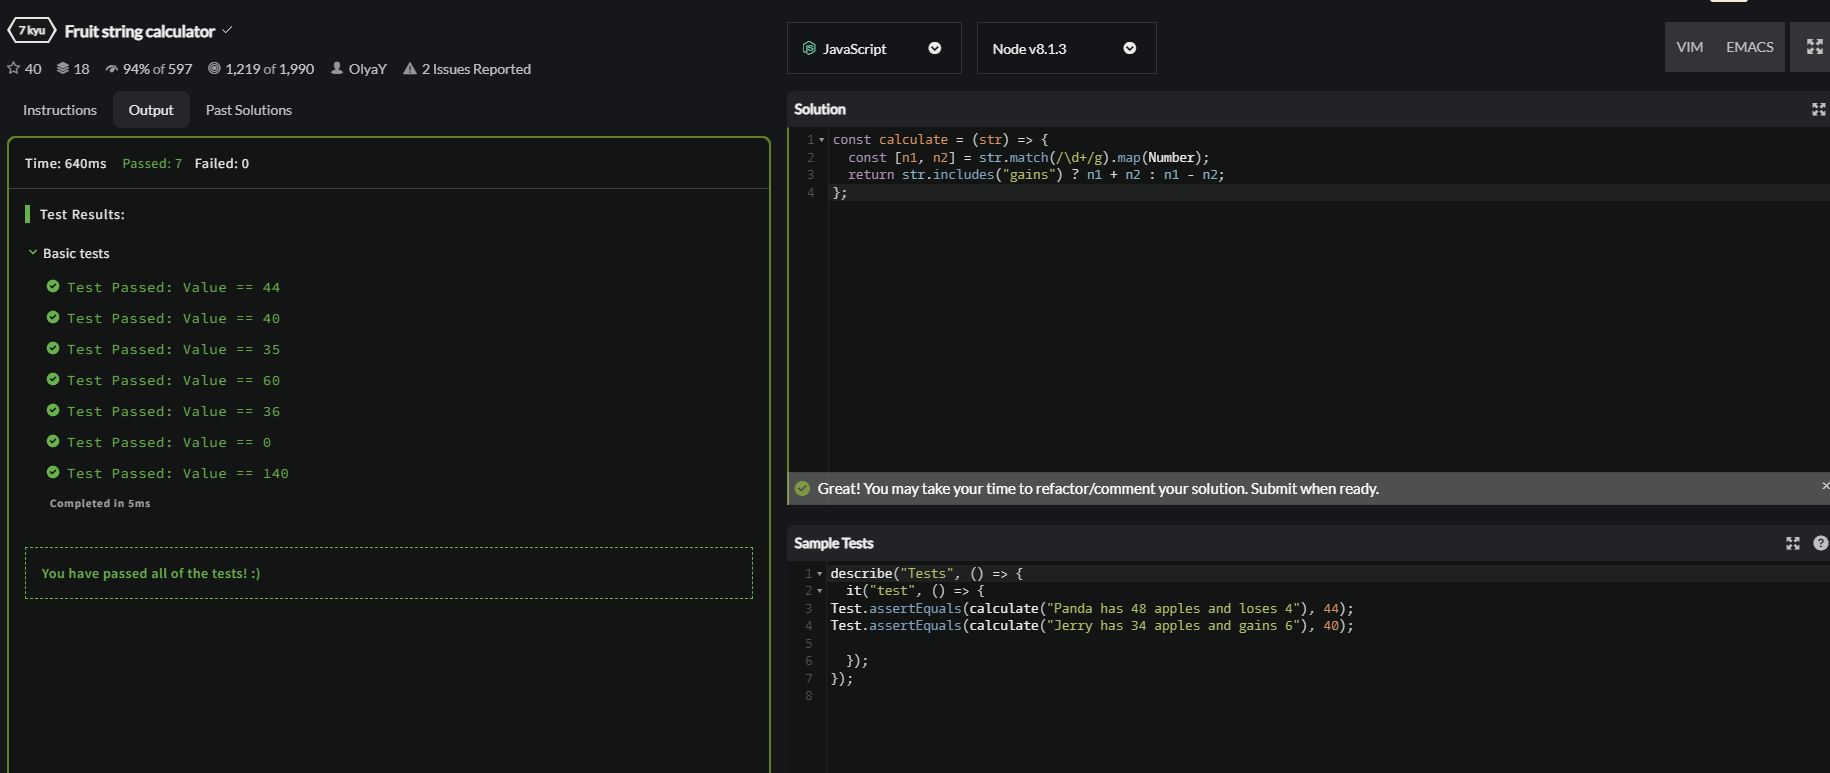 7 kyu Fruit string calculator
40 18 94% of 597 1,219 of 1,990 OlyaY 2 Issues Reported
Instructions Output Past Solutions
Time: 640ms Passed: 7 Failed: 0
Test Results:
Basic tests
Test Passed: Value == 44
Test Passed: Value == 40
Test Passed: Value == 35
Test Passed: Value == 60
Test Passed: Value == 36
Test Passed: Value == 0
Test Passed: Value == 140
Completed in 5ms
You have passed all of the tests! :)
JavaScript Node v8.1.3 VIM EMACS
Solution
1 const calculate = (str) => {
2 const [n1, n2] = str.match(/\d+/g).map(Number);
3 return str.includes("gains") ? n1 + n2 : n1 - n2;
4 };
Great! You may take your time to refactor/comment your solution. Submit when ready. ×
Sample Tests ?
1 describe("Tests", () => {
2 it("test", () => {
3 Test.assertEquals(calculate("Panda has 48 apples and loses 4"), 44);
4 Test.assertEquals(calculate("Jerry has 34 apples and gains 6"), 40);
5
6 });
7 });
8